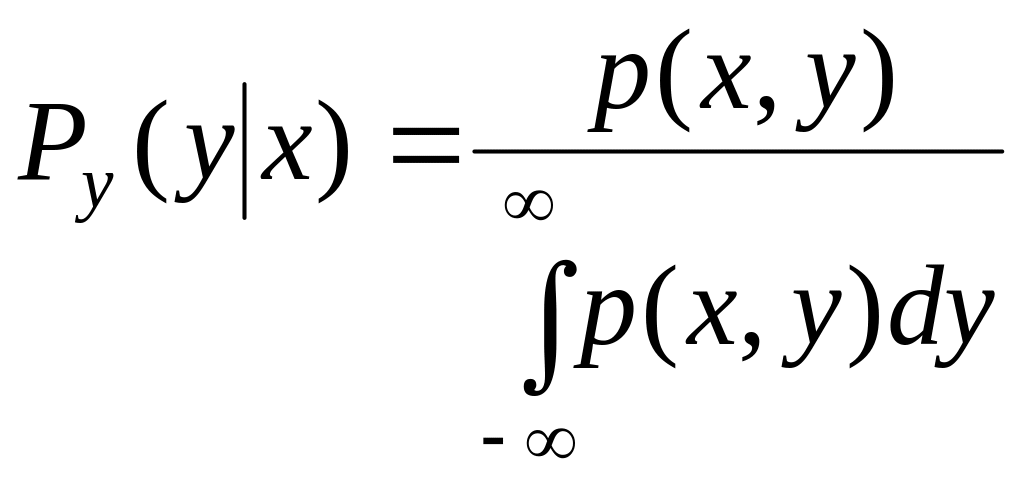 P_y (y|x) = p(x, y)
∞
∫ p(x, y)dy
- ∞